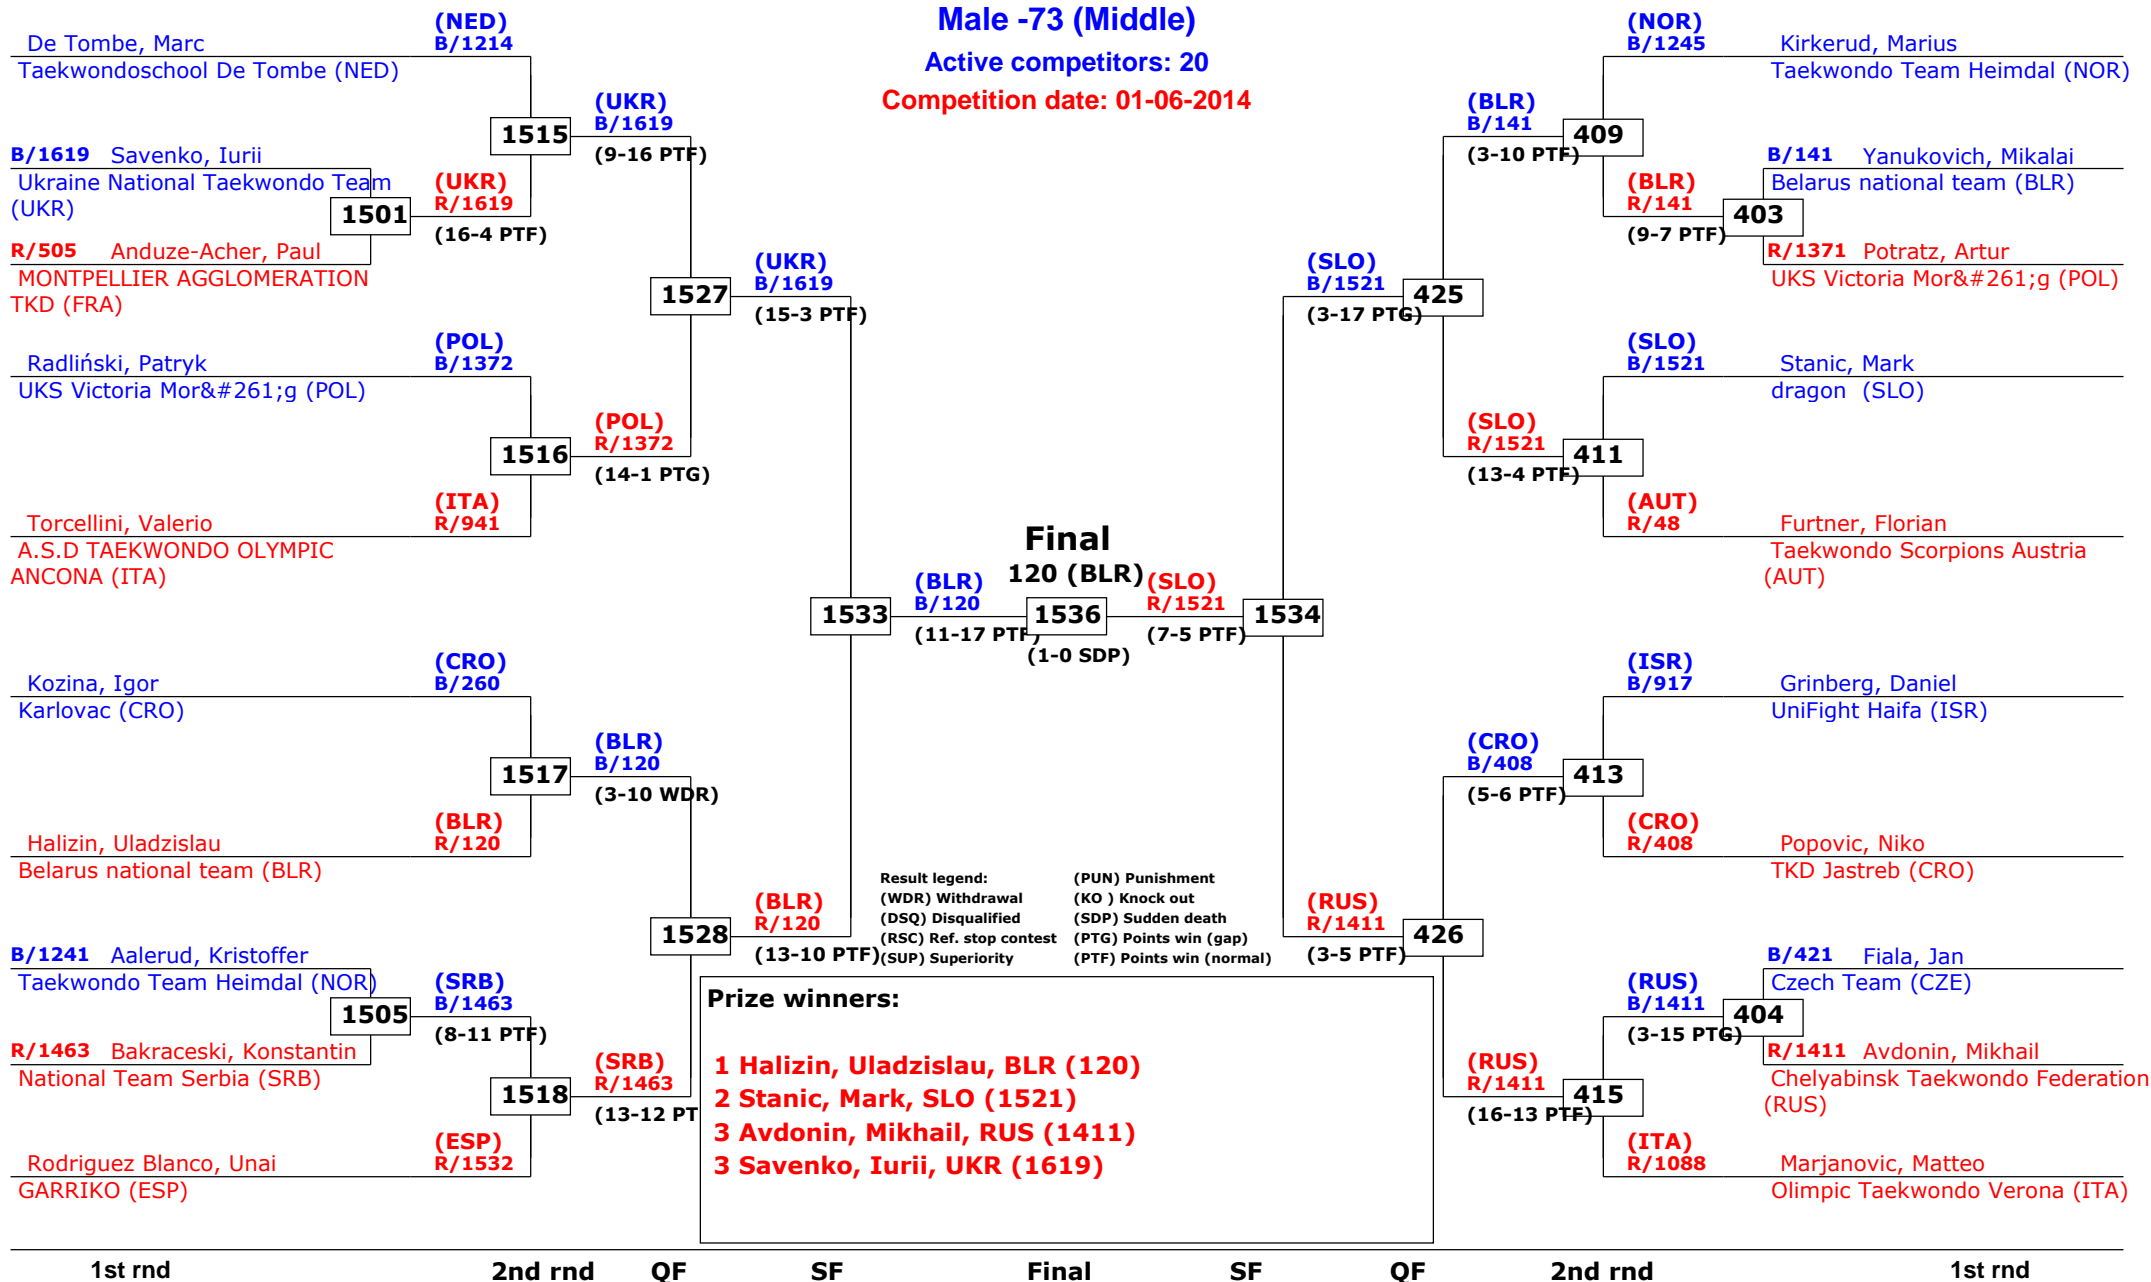 Male -73 (Middle)
Active competitors: 20
Competition date: 01-06-2014
De Tombe, Marc
Taekwondoschool De Tombe (NED)
(NED)
B/1214
B/1619 Savenko, Iurii
Ukraine National Taekwondo Team
(UKR)
R/505 Anduze-Acher, Paul
MONTPELLIER AGGLOMERATION
TKD (FRA)
1501
(UKR)
R/1619
(16-4 PTF)
1515
(UKR)
B/1619
(9-16 PTF)
Radliński, Patryk
UKS Victoria Mor&#261;g (POL)
(POL)
B/1372
Torcellini, Valerio
A.S.D TAEKWONDO OLYMPIC
ANCONA (ITA)
(ITA)
R/941
1516
(POL)
R/1372
(14-1 PTG)
1527
(UKR)
B/1619
(15-3 PTF)
Kozina, Igor
Karlovac (CRO)
(CRO)
B/260
Halizin, Uladzislau
Belarus national team (BLR)
(BLR)
R/120
1517
(BLR)
B/120
(3-10 WDR)
B/1241 Aalerud, Kristoffer
Taekwondo Team Heimdal (NOR)
R/1463 Bakraceski, Konstantin
National Team Serbia (SRB)
1505
(SRB)
B/1463
(8-11 PTF)
Rodriguez Blanco, Unai
GARRIKO (ESP)
(ESP)
R/1532
1518
(SRB)
R/1463
(13-12 PT
1528
(BLR)
R/120
(13-10 PTF)
1533
(BLR)
B/120
(11-17 PTF)
Final
120 (BLR)
1536
(1-0 SDP)
(SLO)
R/1521
(7-5 PTF)
1534
(SLO)
B/1521
(3-17 PTG)
425
(BLR)
B/141
(3-10 PTF)
409
(NOR)
B/1245
Kirkerud, Marius
Taekwondo Team Heimdal (NOR)
(BLR)
R/141
(9-7 PTF)
403
B/141 Yanukovich, Mikalai
Belarus national team (BLR)
R/1371 Potratz, Artur
UKS Victoria Mor&#261;g (POL)
(SLO)
R/1521
(13-4 PTF)
411
(SLO)
B/1521
Stanic, Mark
dragon (SLO)
(AUT)
R/48
Furtner, Florian
Taekwondo Scorpions Austria
(AUT)
(RUS)
R/1411
(3-5 PTF)
426
(CRO)
B/408
(5-6 PTF)
413
(ISR)
B/917
Grinberg, Daniel
UniFight Haifa (ISR)
(CRO)
R/408
Popovic, Niko
TKD Jastreb (CRO)
(RUS)
R/1411
(16-13 PTF)
415
(RUS)
B/1411
(3-15 PTG)
404
B/421 Fiala, Jan
Czech Team (CZE)
R/1411 Avdonin, Mikhail
Chelyabinsk Taekwondo Federation
(RUS)
(ITA)
R/1088
Marjanovic, Matteo
Olimpic Taekwondo Verona (ITA)
Result legend:
(WDR) Withdrawal
(DSQ) Disqualified
(RSC) Ref. stop contest
(SUP) Superiority
(PUN) Punishment
(KO ) Knock out
(SDP) Sudden death
(PTG) Points win (gap)
(PTF) Points win (normal)
Prize winners:
1 Halizin, Uladzislau, BLR (120)
2 Stanic, Mark, SLO (1521)
3 Avdonin, Mikhail, RUS (1411)
3 Savenko, Iurii, UKR (1619)
1st rnd 2nd rnd QF SF Final SF QF 2nd rnd 1st rnd